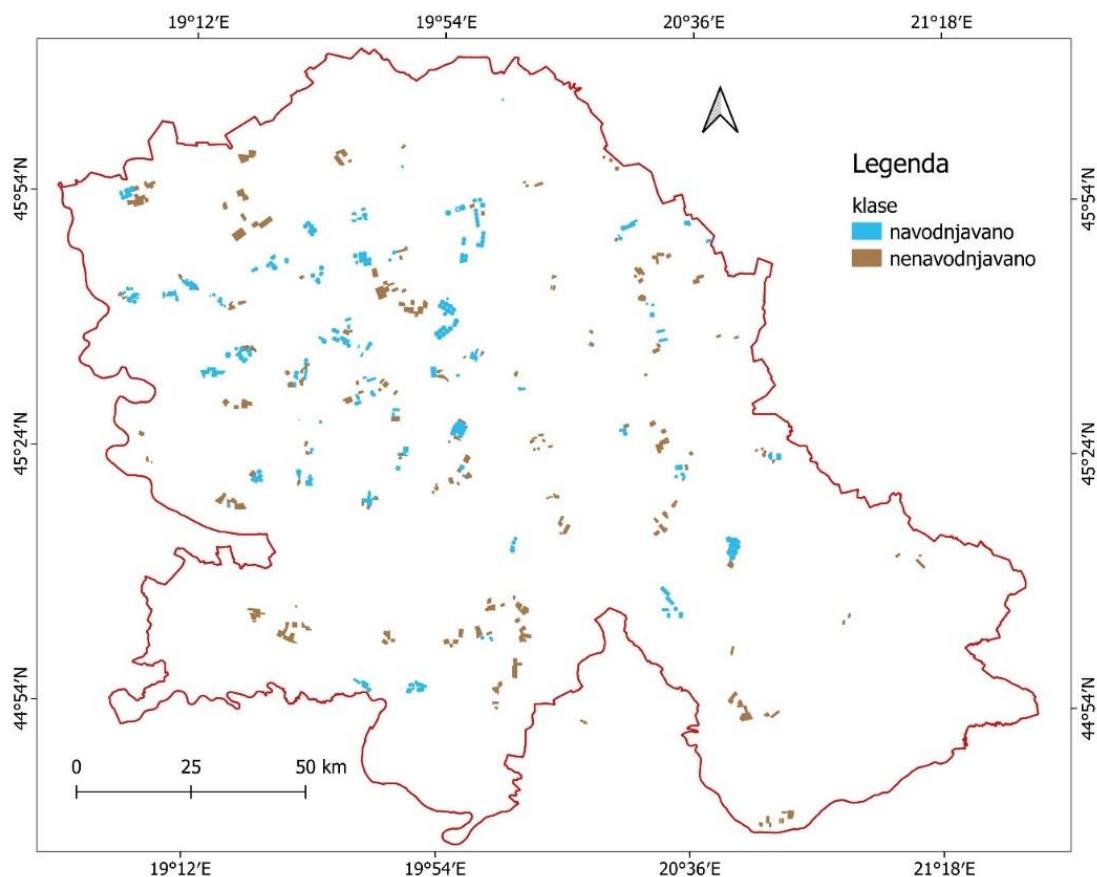 19°12′E 19°54′E 20°36′E 21°18′E
45°54′N 45°54′N
Legenda
klase
navodnjavano
nenavodnjavano
45°24′N 45°24′N
44°54′N 44°54′N
0 25 50 km
19°12′E 19°54′E 20°36′E 21°18′E